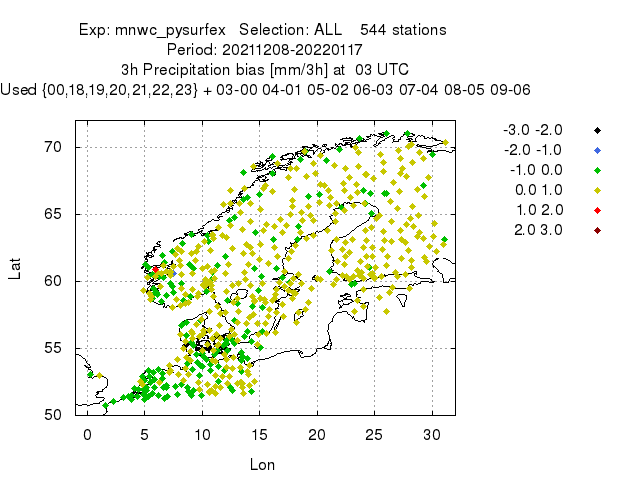 Exp: mnwc_pysurfex   Selection: ALL    544 stations
Period: 20211208-20220117
3h Precipitation bias [mm/3h] at  03 UTC
Used {00,18,19,20,21,22,23} + 03-00 04-01 05-02 06-03 07-04 08-05 09-06
-3.0 -2.0
-2.0 -1.0
-1.0 0.0
0.0 1.0
1.0 2.0
2.0 3.0
70
65
60
55
50
Lat
0 5 10 15 20 25 30
Lon